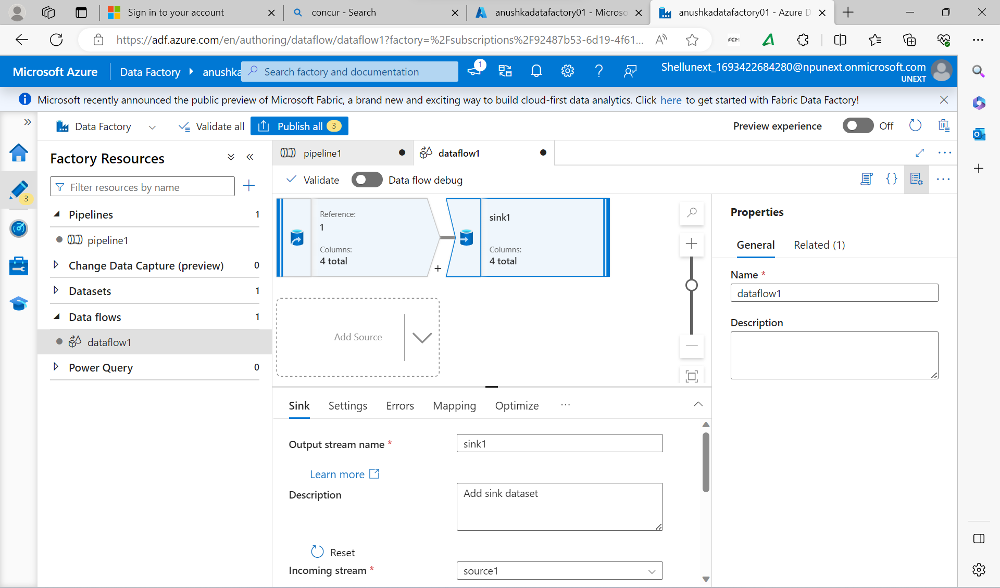 Sign in to your account
concur - Search
anushkadatafactory01 - Microso
anushkadatafactory01 - Azure D
https://adf.azure.com/en/authoring/dataflow/dataflow1?factory=%2Fsubscriptions%2F92487b53-6d19-4f61...
FCM
Microsoft Azure
Data Factory
anushka
Search factory and documentation
1
Shellunext_1693422684280@npunext.onmicrosoft.com
UNEXT
Microsoft recently announced the public preview of Microsoft Fabric, a brand new and exciting way to build cloud-first data analytics. Click here to get started with Fabric Data Factory!
Data Factory
Validate all
Publish all 3
Preview experience
Off
Factory Resources
pipeline1
dataflow1
Filter resources by name
Validate
Data flow debug
3
Pipelines 1
pipeline1
Change Data Capture (preview) 0
Datasets 1
Data flows 1
dataflow1
Power Query 0
Reference:
1
Columns:
4 total
+
sink1
Columns:
4 total
Add Source
Properties
General
Related (1)
Name *
dataflow1
Description
Sink
Settings
Errors
Mapping
Optimize
Output stream name *
sink1
Learn more
Description
Add sink dataset
Reset
Incoming stream *
source1